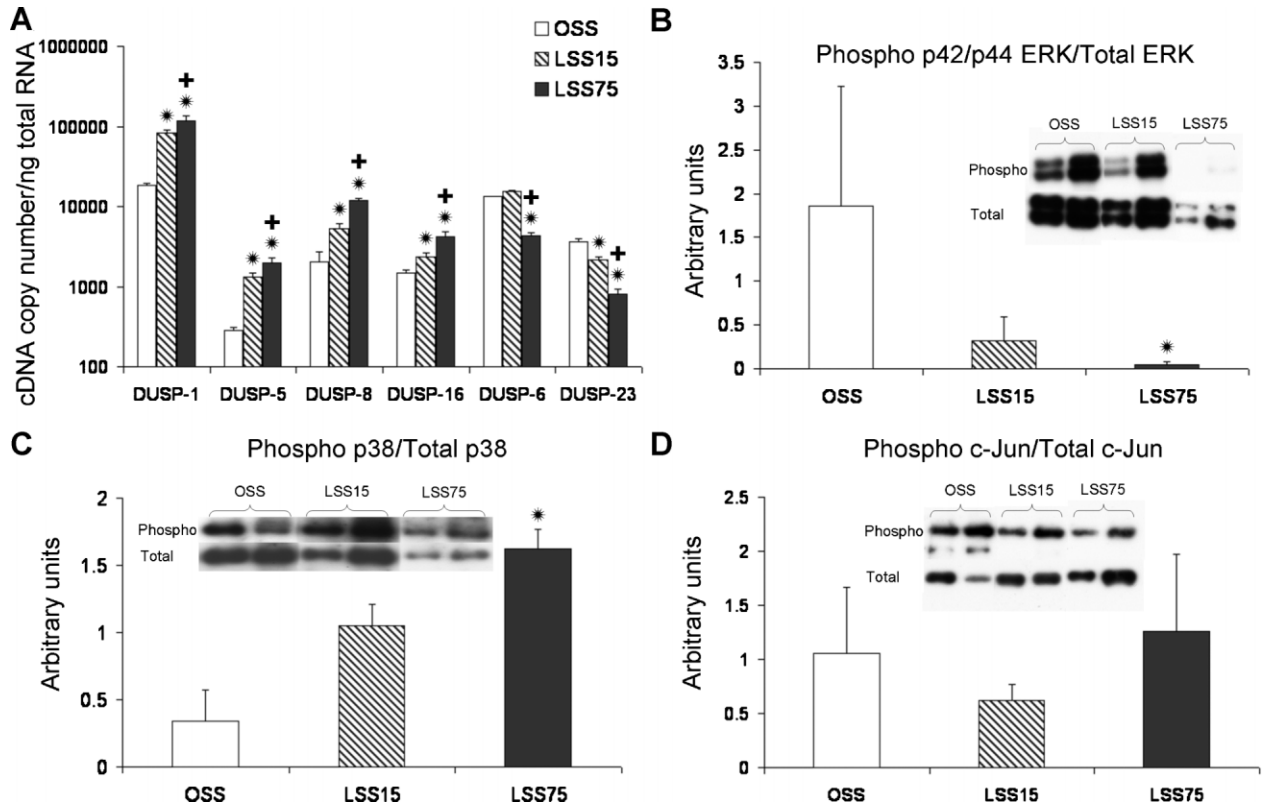 A
OSS
LSS15
LSS75
cDNA copy number/ng total RNA
1000000
100000
10000
1000
100
DUSP-1 DUSP-5 DUSP-8 DUSP-16 DUSP-6 DUSP-23
B
Phospho p42/p44 ERK/Total ERK
Arbitrary units
3.5
3
2.5
2
1.5
1
0.5
0
OSS LSS15 LSS75
Phospho
Total
OSS LSS15 LSS75
C
Phospho p38/Total p38
Arbitrary units
2
1.5
1
0.5
0
OSS LSS15 LSS75
Phospho
Total
OSS LSS15 LSS75
D
Phospho c-Jun/Total c-Jun
Arbitrary units
2.5
2
1.5
1
0.5
0
OSS LSS15 LSS75
Phospho
Total
OSS LSS15 LSS75